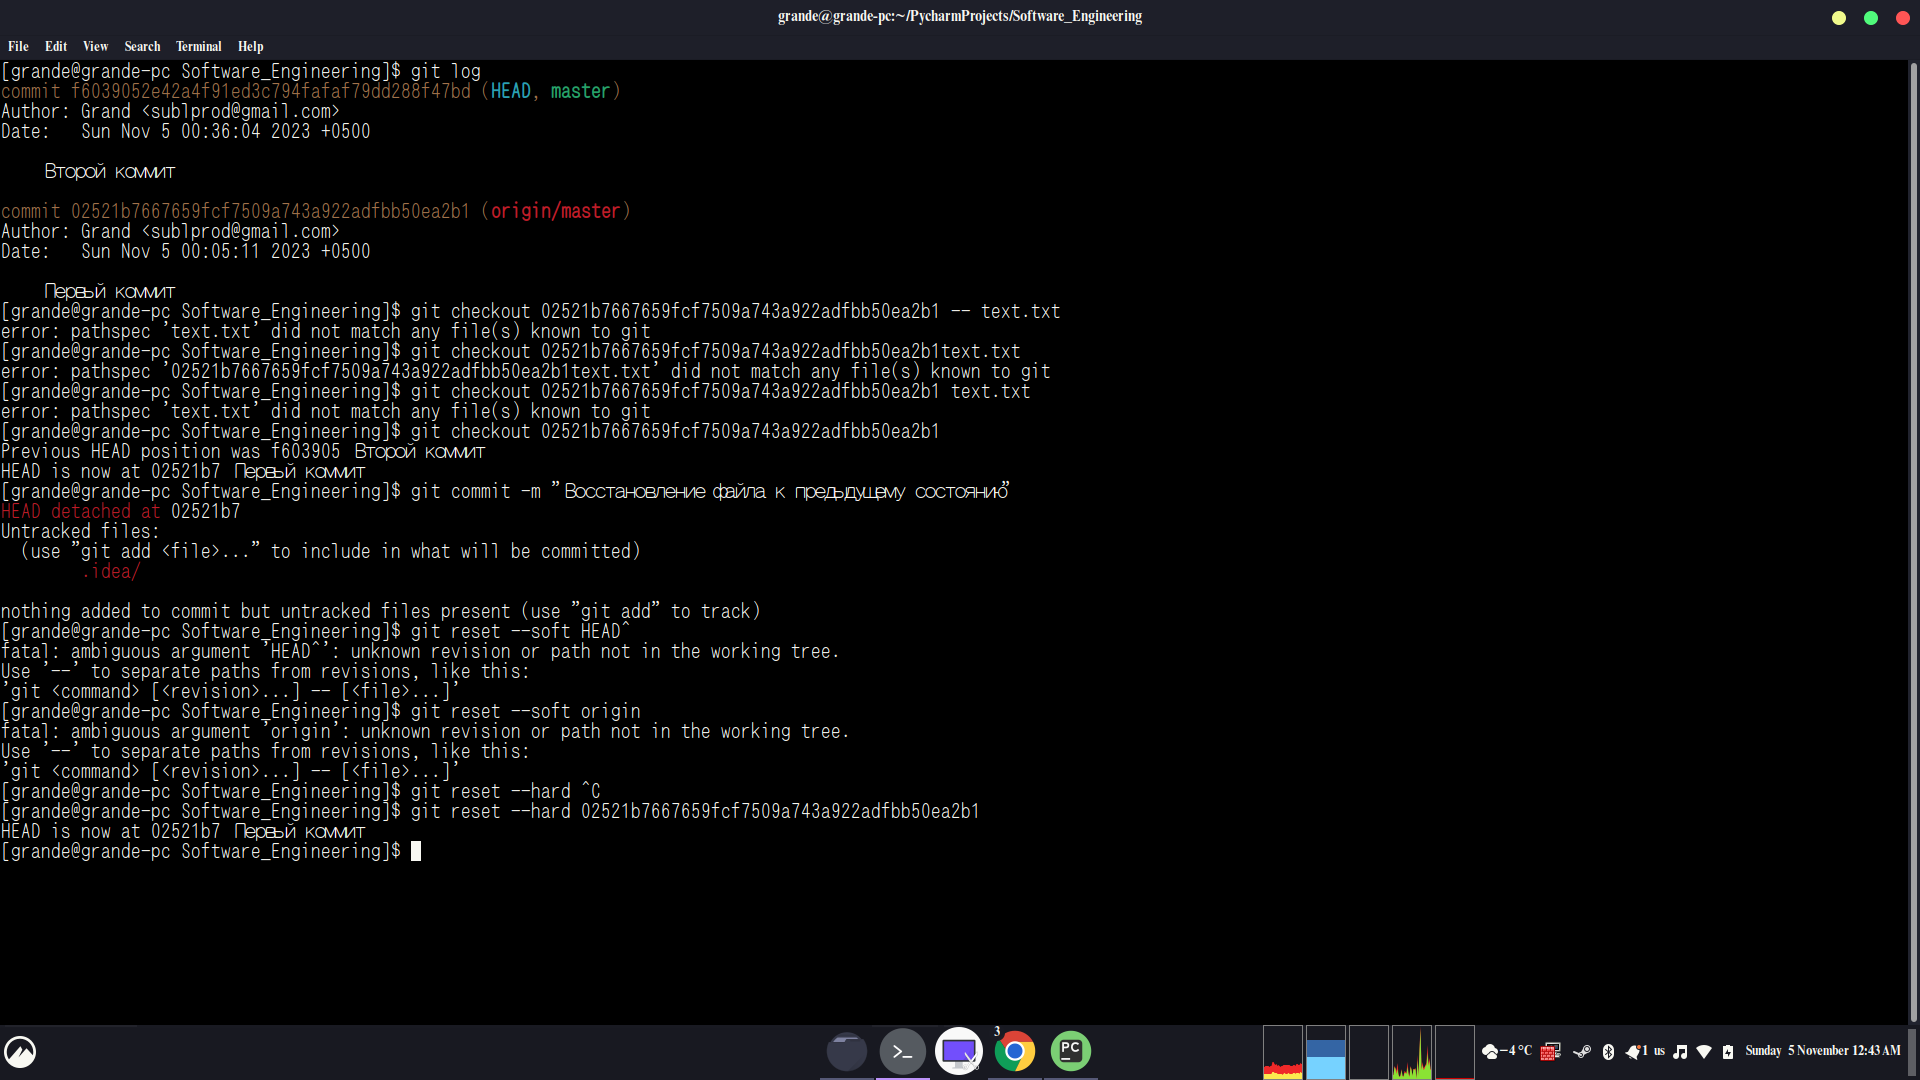 grande@grande-pc:~/PycharmProjects/Software_Engineering
File Edit View Search Terminal Help
[grande@grande-pc Software_Engineering]$ git log
commit f6039052e42a4f91ed3c794fafaf79dd288f47bd (HEAD, master)
Author: Grand <sublprod@gmail.com>
Date:   Sun Nov 5 00:36:04 2023 +0500
Второй коммит
commit 02521b7667659fcf7509a743a922adfbb50ea2b1 (origin/master)
Author: Grand <sublprod@gmail.com>
Date:   Sun Nov 5 00:05:11 2023 +0500
Первый коммит
[grande@grande-pc Software_Engineering]$ git checkout 02521b7667659fcf7509a743a922adfbb50ea2b1 -- text.txt
error: pathspec 'text.txt' did not match any file(s) known to git
[grande@grande-pc Software_Engineering]$ git checkout 02521b7667659fcf7509a743a922adfbb50ea2b1text.txt
error: pathspec '02521b7667659fcf7509a743a922adfbb50ea2b1text.txt' did not match any file(s) known to git
[grande@grande-pc Software_Engineering]$ git checkout 02521b7667659fcf7509a743a922adfbb50ea2b1 text.txt
error: pathspec 'text.txt' did not match any file(s) known to git
[grande@grande-pc Software_Engineering]$ git checkout 02521b7667659fcf7509a743a922adfbb50ea2b1
Previous HEAD position was f603905 Второй коммит
HEAD is now at 02521b7 Первый коммит
[grande@grande-pc Software_Engineering]$ git commit -m "Восстановление файла к предыдущему состоянию"
HEAD detached at 02521b7
Untracked files:
(use "git add <file>..." to include in what will be committed)
.idea/
nothing added to commit but untracked files present (use "git add" to track)
[grande@grande-pc Software_Engineering]$ git reset --soft HEAD^
fatal: ambiguous argument 'HEAD^': unknown revision or path not in the working tree.
Use '--' to separate paths from revisions, like this:
'git <command> [<revision>...] -- [<file>...]'
[grande@grande-pc Software_Engineering]$ git reset --soft origin
fatal: ambiguous argument 'origin': unknown revision or path not in the working tree.
Use '--' to separate paths from revisions, like this:
'git <command> [<revision>...] -- [<file>...]'
[grande@grande-pc Software_Engineering]$ git reset --hard ^C
[grande@grande-pc Software_Engineering]$ git reset --hard 02521b7667659fcf7509a743a922adfbb50ea2b1
HEAD is now at 02521b7 Первый коммит
[grande@grande-pc Software_Engineering]$
3
PC
-4 °C 1 us Sunday 5 November 12:43 AM